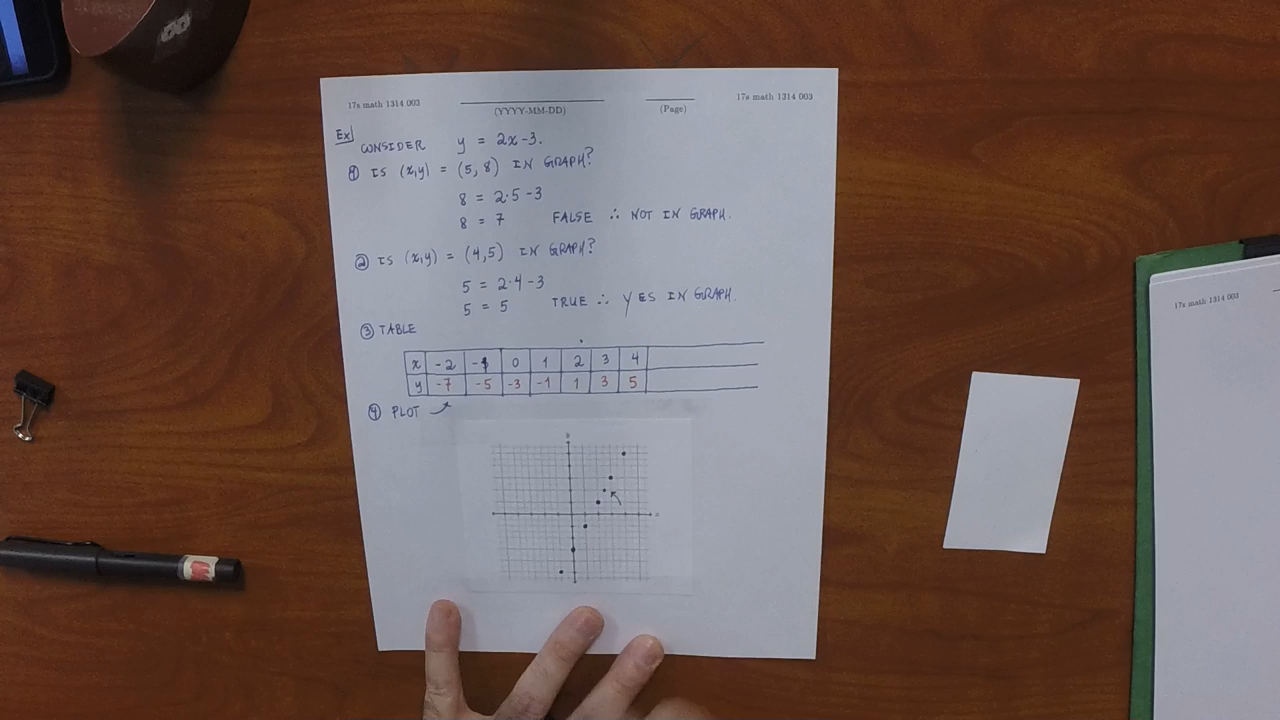 17s math 1314 003
(YYYY-MM-DD)
(Page)
17s math 1314 003
Ex
CONSIDER y = 2x-3.
① IS (x,y) = (5, 8) IN GRAPH?
8 = 2·5-3
8 = 7 FALSE ∴ NOT IN GRAPH.
② IS (x,y) = (4,5) IN GRAPH?
5 = 2·4-3
5 = 5 TRUE ∴ YES IN GRAPH.
③ TABLE
x -2 -1 0 1 2 3 4
y -7 -5 -3 -1 1 3 5
④ PLOT
17s math 1314 003